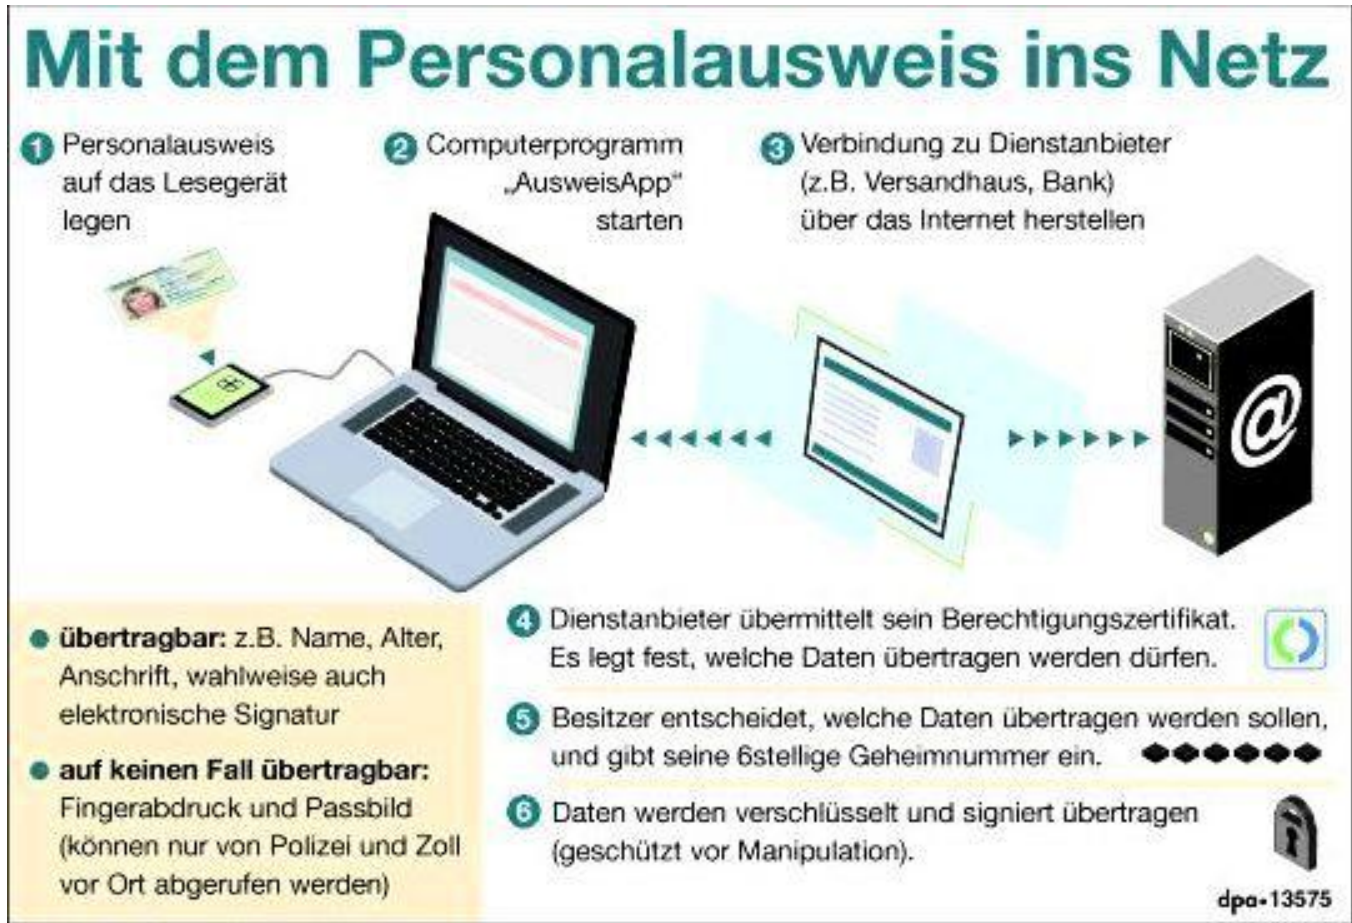 Mit dem Personalausweis ins Netz
1 Personalausweis
auf das Lesegerät
legen
2 Computerprogramm
„AusweisApp“
starten
3 Verbindung zu Dienstanbieter
(z.B. Versandhaus, Bank)
über das Internet herstellen
@
● übertragbar: z.B. Name, Alter,
Anschrift, wahlweise auch
elektronische Signatur
● auf keinen Fall übertragbar:
Fingerabdruck und Passbild
(können nur von Polizei und Zoll
vor Ort abgerufen werden)
4 Dienstanbieter übermittelt sein Berechtigungszertifikat.
Es legt fest, welche Daten übertragen werden dürfen.
5 Besitzer entscheidet, welche Daten übertragen werden sollen,
und gibt seine 6stellige Geheimnummer ein.
6 Daten werden verschlüsselt und signiert übertragen
(geschützt vor Manipulation).
dpa•13575